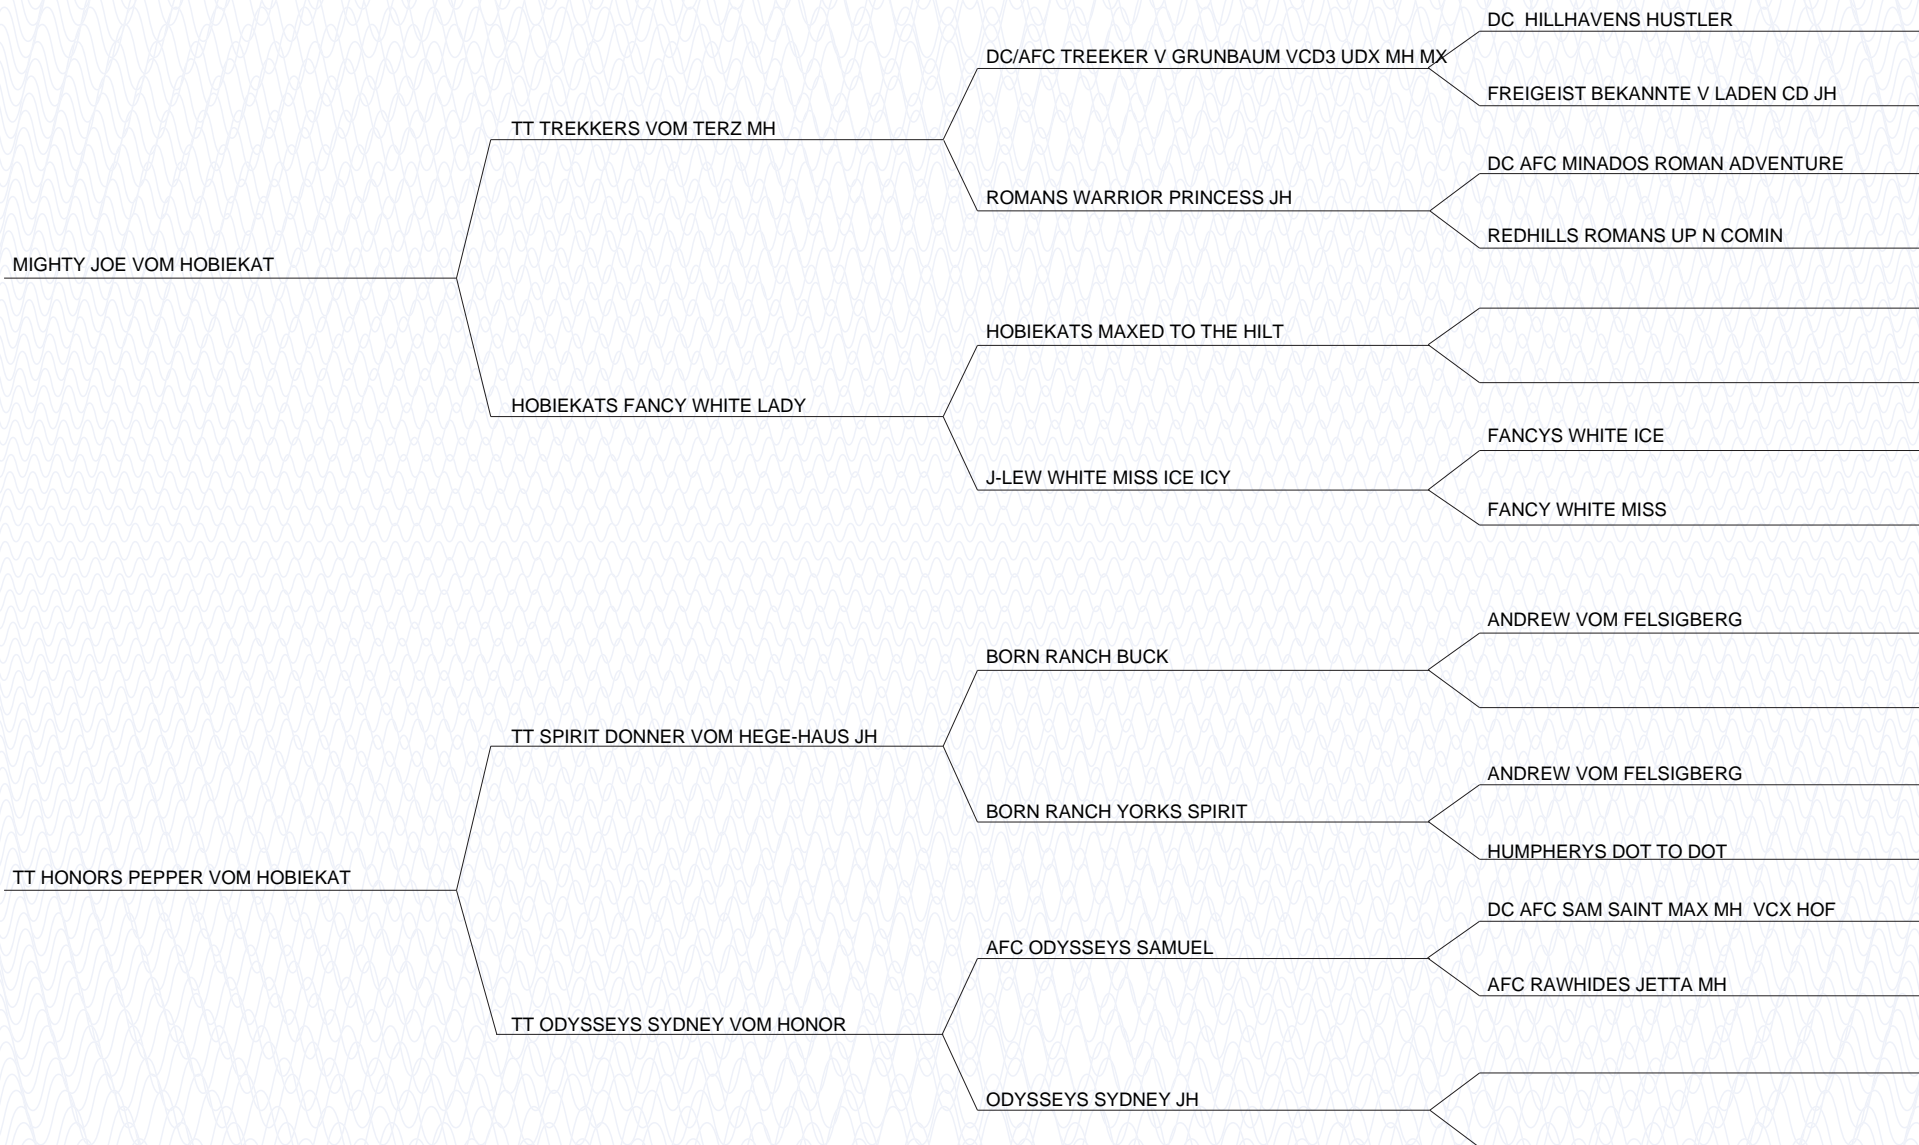 DC  HILLHAVENS HUSTLER
DC/AFC TREEKER V GRUNBAUM VCD3 UDX MH MX
FREIGEIST BEKANNTE V LADEN CD JH
TT TREKKERS VOM TERZ MH
DC AFC MINADOS ROMAN ADVENTURE
ROMANS WARRIOR PRINCESS JH
REDHILLS ROMANS UP N COMIN
MIGHTY JOE VOM HOBIEKAT
HOBIEKATS MAXED TO THE HILT
HOBIEKATS FANCY WHITE LADY
FANCYS WHITE ICE
J-LEW WHITE MISS ICE ICY
FANCY WHITE MISS
ANDREW VOM FELSIGBERG
BORN RANCH BUCK
TT SPIRIT DONNER VOM HEGE-HAUS JH
ANDREW VOM FELSIGBERG
BORN RANCH YORKS SPIRIT
HUMPHERYS DOT TO DOT
TT HONORS PEPPER VOM HOBIEKAT
DC AFC SAM SAINT MAX MH  VCX HOF
AFC ODYSSEYS SAMUEL
AFC RAWHIDES JETTA MH
TT ODYSSEYS SYDNEY VOM HONOR
ODYSSEYS SYDNEY JH